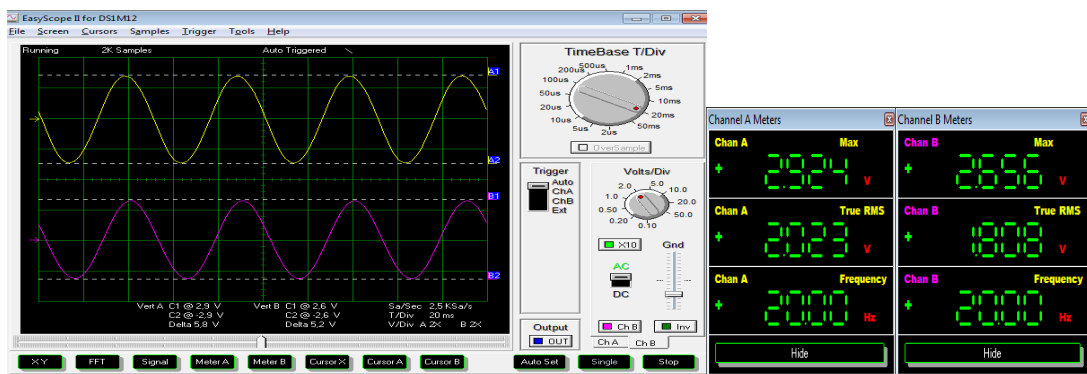 EasyScope II for DS1M12
File Screen Cursors Samples Trigger Tools Help
Running 2K Samples Auto Triggered
A1
A2
B1
B2
Vert A C1 @ 2,9 V Vert B C1 @ 2,6 V Sa/Sec 2,5 KSa/s
C2 @ -2,9 V C2 @ -2,6 V T/Div 20 ms
Delta 5,8 V Delta 5,2 V V/Div A 2X B 2X
TimeBase T/Div
500us
200us 1ms
100us 2ms
50us 5ms
20us 10ms
10us 20ms
5us 2us 50ms
OverSample
Trigger
Auto
ChA
ChB
Ext
Volts/Div
2.0 5.0
1.0 10.0
0.50 20.0
0.20 0.10 50.0
X10 Gnd
AC
DC
Ch B Inv
Output
OUT
Ch A Ch B
XY FFT Signal Meter A Meter B Cursor X Cursor A Cursor B Auto Set Single Stop
Channel A Meters
Chan A Max
+ 2.924 V
Chan A True RMS
+ 2.023 V
Chan A Frequency
+ 20.00 Hz
Hide
Channel B Meters
Chan B Max
+ 2.656 V
Chan B True RMS
+ 1.808 V
Chan B Frequency
+ 20.00 Hz
Hide